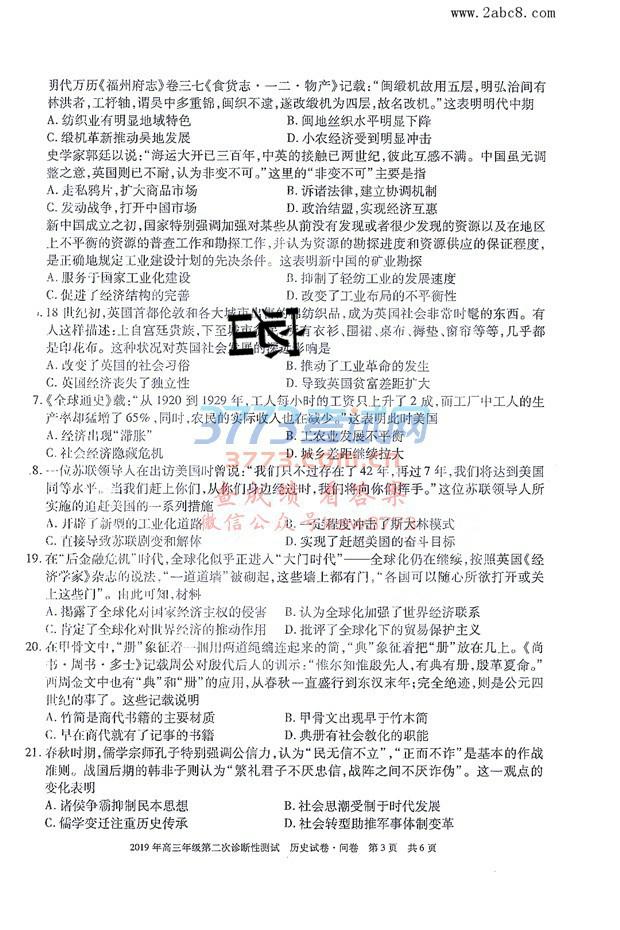 www.2abc8.com
明代万历《福州府志》卷三七《食货志·一二·物产》记载:“闽缎机故用五层,明弘治间有
林洪者,工杼轴,谓吴中多重锦,闽织不逮,遂改缎机为四层,故名改机。”这表明明代中期
A. 纺织业有明显地域特色 B. 闽地丝织水平明显下降
C. 缎机革新推动吴地发展 D. 小农经济受到明显冲击
史学家郭廷以说:“海运大开已三百年,中英的接触已两世纪,彼此互感不满。中国虽无调
整之意,英国则已不耐,认为非变不可。”这里的“非变不可”主要是指
A. 走私鸦片,扩大商品市场 B. 诉诸法律,建立协调机制
C. 发动战争,打开中国市场 D. 政治结盟,实现经济互惠
新中国成立之初,国家特别强调加强对某些从前没有发现或者很少发现的资源以及在地区
上不平衡的资源的普查工作和勘探工作,并认为资源的勘探进度和资源供应的保证程度,
是正确地规定工业建设计划的先决条件。这表明新中国的矿业勘探
A. 服务于国家工业化建设 B. 抑制了轻纺工业的发展速度
C. 促进了经济结构的完善 D. 改变了工业布局的不平衡性
18 世纪初,英国首都伦敦和各大城市出售的棉纺织品,成为英国社会非常时髦的东西。有
人这样描述:上自宫廷贵族,下至城市 所有衣衫,围裙、桌布、褥垫、窗帘等等,几乎都
是印花布。这种状况对英国社会发展的深远影响是
A. 改变了英国的社会习俗 B. 推动了工业革命的发生
C. 英国经济丧失了独立性 D. 导致英国贫富差距扩大
7. 《全球通史》载:“从 1920 到 1929 年,工人每小时的工资只上升了 2 成,而工厂中工人的生
产率却猛增了 65%,同时,农民的实际收入也在减少。”这表明此时美国
A. 经济出现“滞胀” B. 工农业发展不平衡
C. 社会经济隐藏危机 D. 城乡差距继续拉大
8. 一位苏联领导人在出访美国时曾说:“我们只不过存在了 42 年,再过 7 年,我们将达到美国
同等水平。当我们赶上你们,从你们身边经过时,我们将向你们挥手。”这位苏联领导人所
实施的追赶美国的一系列措施
A. 开辟了新型的工业化道路 B. 一定程度冲击了斯大林模式
C. 直接导致苏联剧变和解体 D. 实现了赶超美国的奋斗目标
19. 在“后金融危机”时代,全球化似乎正进入“大门时代”——全球化仍在继续,按照英国《经
济学家》杂志的说法,“一道道墙”被砌起,这些墙上都有门。“各国可以随心所欲打开或关
上这些门”。由此可知,材料
A. 揭露了全球化对国家经济主权的侵害 B. 认为全球化加强了世界经济联系
C. 肯定了全球化对世界经济的推动作用 D. 批评了全球化下的贸易保护主义
20. 在甲骨文中,“册”象征着一捆用两道绳编连起来的简,“典”象征着把“册”放在几上。《尚
书·周书·多士》记载周公对殷代后人的训示:“惟尔知惟殷先人,有典有册,殷革夏命。”
西周金文中也有“典”和“册”的应用,从春秋一直盛行到东汉末年;完全绝迹,则是公元四
世纪的事了。这些记载说明
A. 竹简是商代书籍的主要材质 B. 甲骨文出现早于竹木简
C. 早在商代就有了记事的书籍 D. 典册有社会教化的功能
21. 春秋时期,儒学宗师孔子特别强调公信力,认为“民无信不立”,“正而不诈”是基本的作战
准则。战国后期的韩非子则认为“繁礼君子不厌忠信,战阵之间不厌诈伪”。这一观点的
变化表明
A. 诸侯争霸抑制民本思想 B. 社会思潮受制于时代发展
C. 儒学变迁注重历史传承 D. 社会转型助推军事体制变革
2019 年高三年级第二次诊断性测试 历史试卷·问卷 第 3 页 共 6 页
3773考试网
3773.com.cn
查成绩 看答案